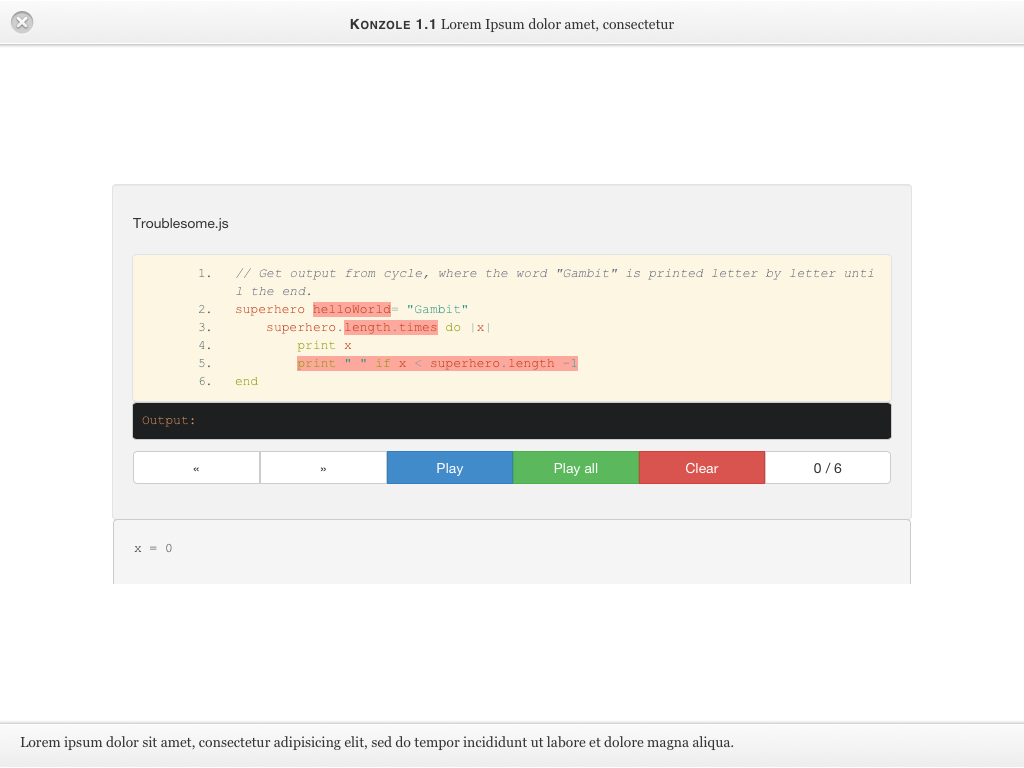 KONZOLE 1.1 Lorem Ipsum dolor amet, consectetur
Troublesome.js
1. // Get output from cycle, where the word "Gambit" is printed letter by letter unti
l the end.
2. superhero helloWorld= "Gambit"
3. superhero.length.times do |x|
4. print x
5. print " " if x < superhero.length -1
6. end
Output:
« » Play Play all Clear 0 / 6
x = 0
Lorem ipsum dolor sit amet, consectetur adipisicing elit, sed do tempor incididunt ut labore et dolore magna aliqua.